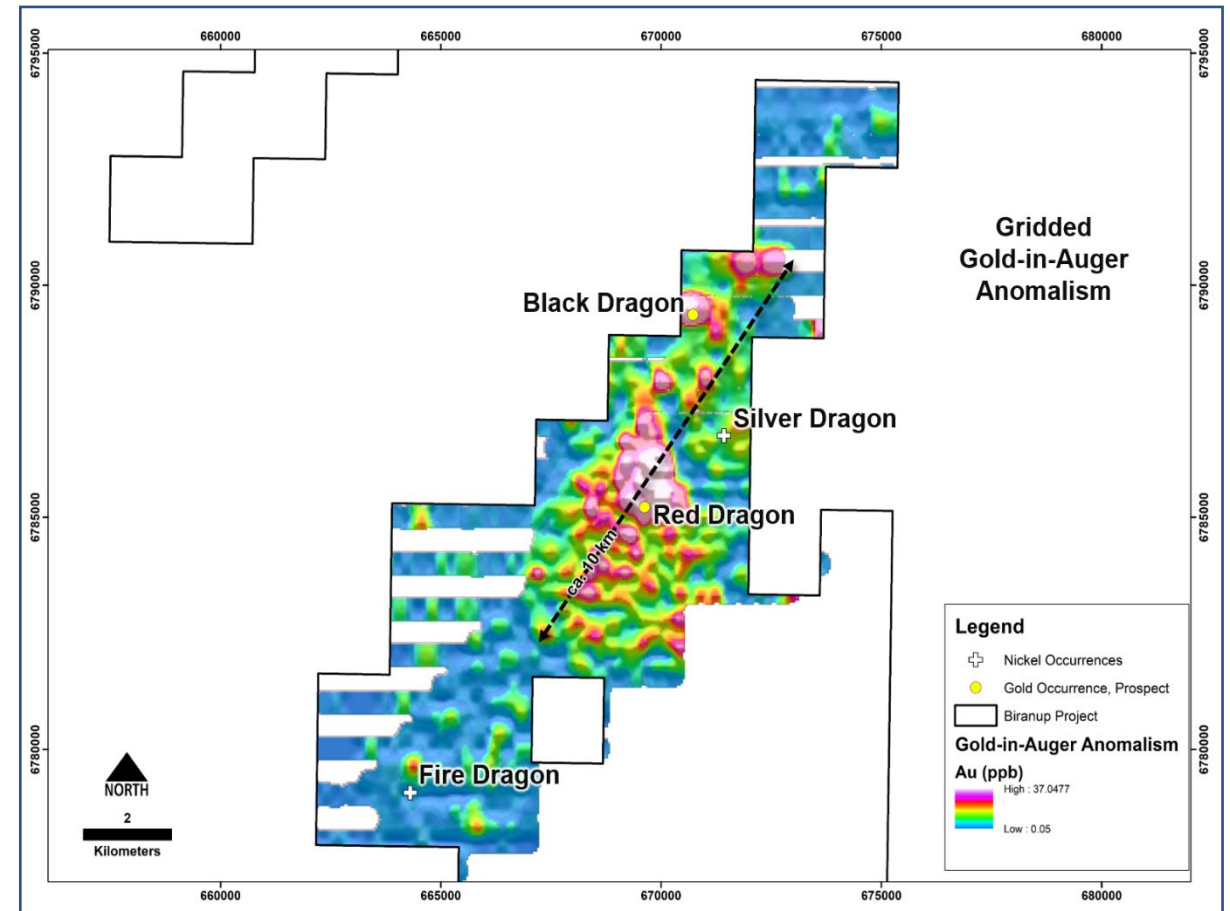 660000
665000
670000
675000
680000
6795000
6795000
Gridded
Gold-in-Auger
Anomalism
6790000
6790000
Black Dragon
Silver Dragon
Red Dragon
6785000
6785000
ca. 10 km
Legend
Nickel Occurrences
Gold Occurrence, Prospect
Biranup Project
Gold-in-Auger Anomalism
Au (ppb)
High : 37.0477
Low : 0.05
6780000
6780000
Fire Dragon
NORTH
2
Kilometers
660000
665000
670000
675000
680000